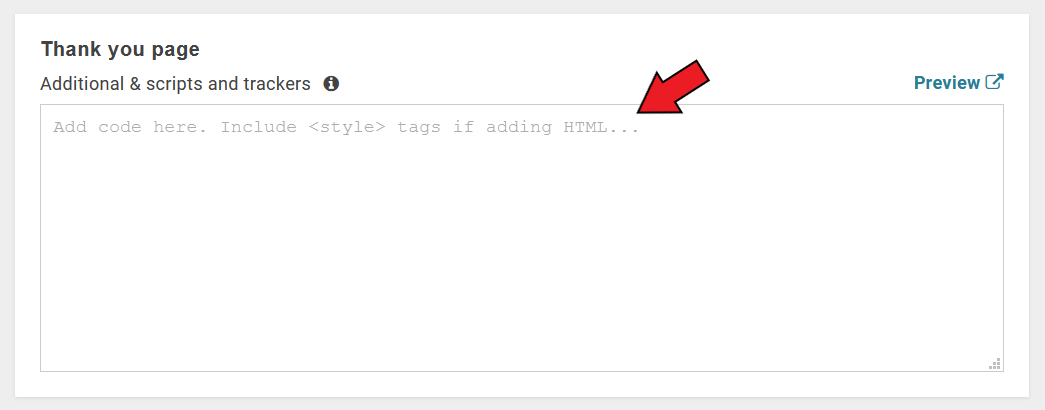 Thank you page
Additional & scripts and trackers
Preview
Add code here. Include <style> tags if adding HTML...